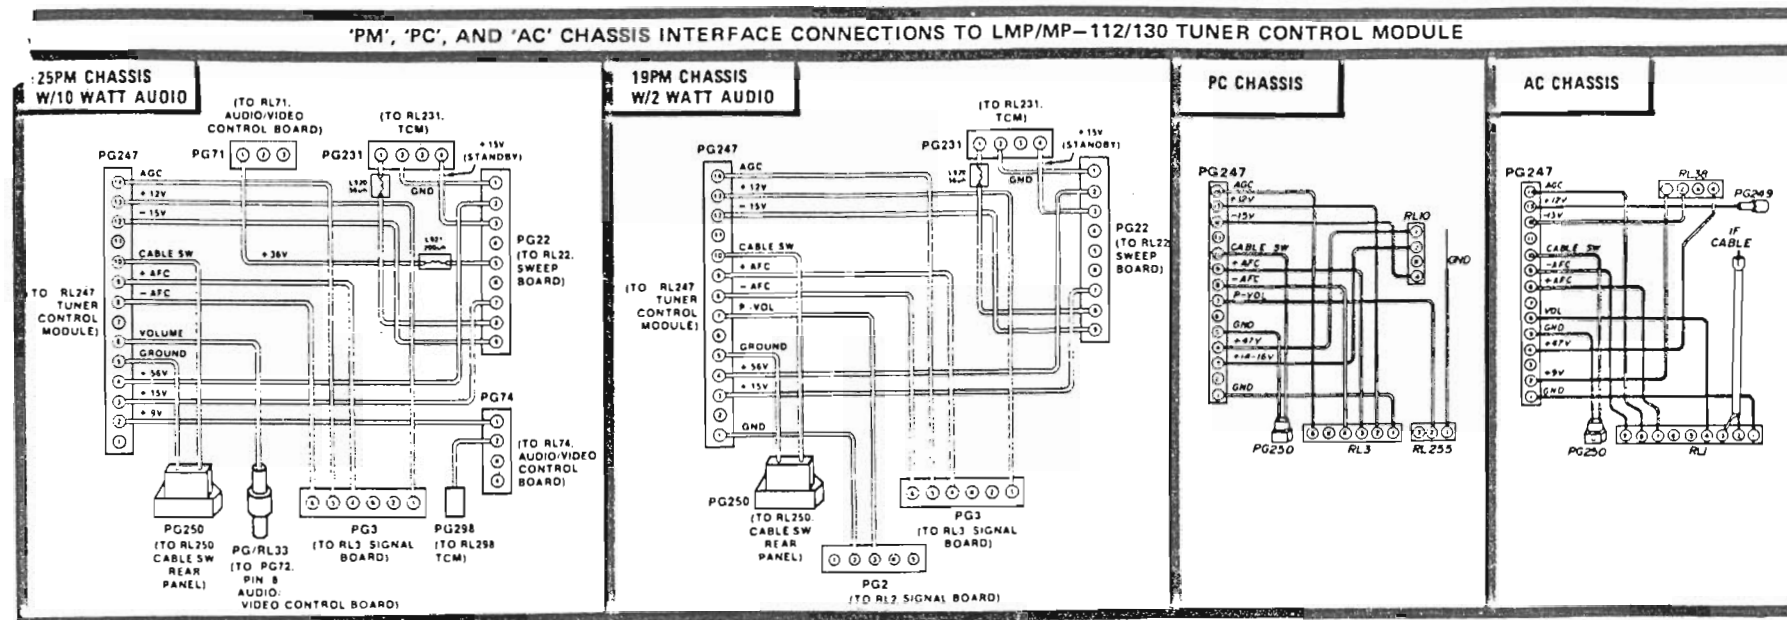 'PM', 'PC', AND 'AC' CHASSIS INTERFACE CONNECTIONS TO LMP/MP-112/130 TUNER CONTROL MODULE
25PM CHASSIS
W/10 WATT AUDIO
(TO RL71,
AUDIO/VIDEO
CONTROL BOARD)
PG71
(TO RL231,
TCM)
PG231
+15V
(STANDBY)
GND
PG247
AGC
+12V
-15V
CABLE SW
+AFC
-AFC
VOLUME
GROUND
+56V
+15V
+9V
+36V
(TO RL247
TUNER
CONTROL
MODULE)
PG22
(TO RL22,
SWEEP
BOARD)
PG74
(TO RL74,
AUDIO/VIDEO
CONTROL
BOARD)
PG250
(TO RL250
CABLE SW
REAR
PANEL)
PG/RL33
(TO PG72,
PIN 8
AUDIO/
VIDEO CONTROL BOARD)
PG3
(TO RL3 SIGNAL
BOARD)
PG298
(TO RL298
TCM)
19PM CHASSIS
W/2 WATT AUDIO
(TO RL231,
TCM)
PG231
+15V
(STANDBY)
GND
PG247
AGC
+12V
-15V
CABLE SW
+AFC
-AFC
P-VOL
GROUND
+56V
+15V
GND
(TO RL247
TUNER
CONTROL
MODULE)
PG22
(TO RL22
SWEEP
BOARD)
PG250
(TO RL250,
CABLE SW
REAR
PANEL)
PG3
(TO RL3 SIGNAL
BOARD)
PG2
(TO RL2 SIGNAL BOARD)
PC CHASSIS
PG247
AGC
+12V
-15V
CABLE SW
+AFC
-AFC
P-VOL
GND
+47V
+14-16V
GND
RL10
GND
PG250
RL3
RL255
AC CHASSIS
PG247
AGC
+12V
-15V
CABLE SW
-AFC
+AFC
VOL
GND
+47V
+9V
GND
RL38
PG249
IF
CABLE
PG250
RL1